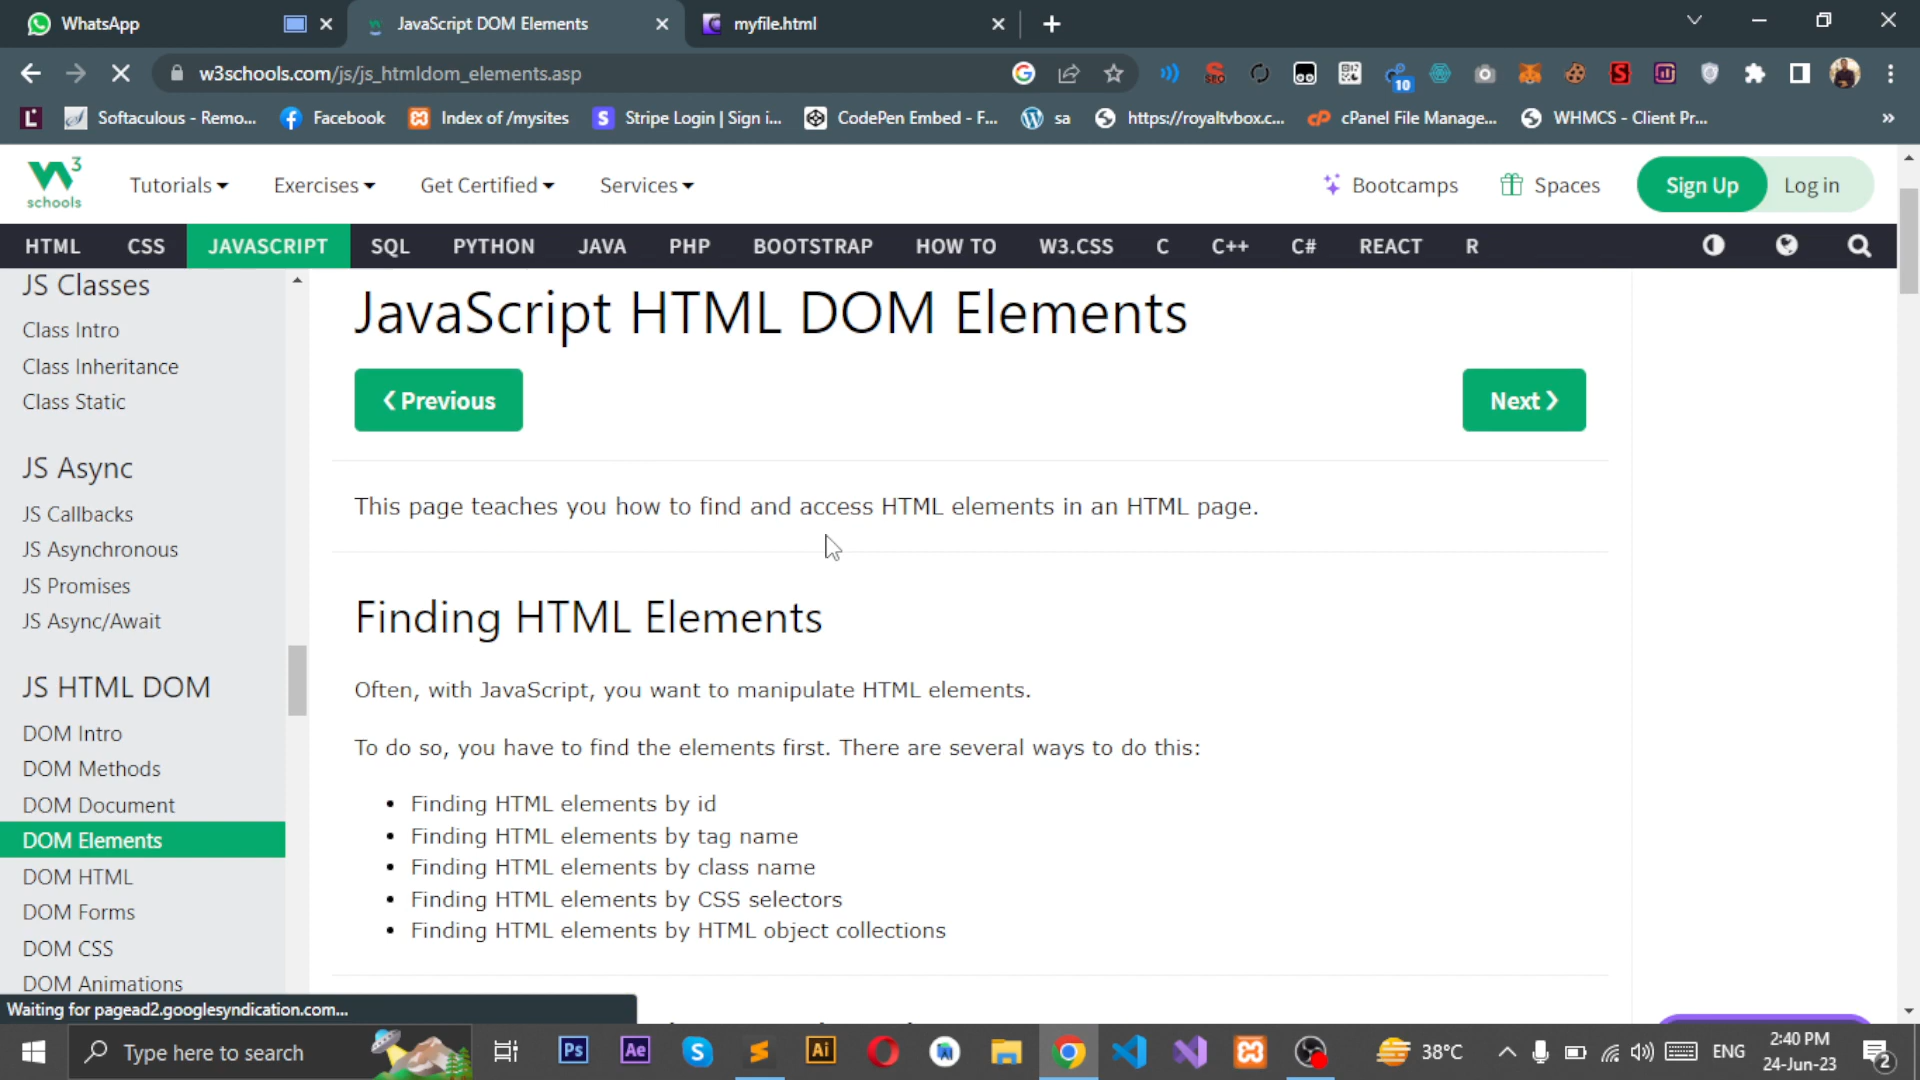 WhatsApp
JavaScript DOM Elements
myfile.html
w3schools.com/js/js_htmldom_elements.asp
10
Softaculous - Remo...
Facebook
Index of /mysites
Stripe Login | Sign i...
CodePen Embed - F...
sa
https://royaltvbox.c...
cPanel File Manage...
WHMCS - Client Pr...
»
W3 schools
Tutorials
Exercises
Get Certified
Services
Bootcamps
Spaces
Sign Up
Log in
HTML
CSS
JAVASCRIPT
SQL
PYTHON
JAVA
PHP
BOOTSTRAP
HOW TO
W3.CSS
C
C++
C#
REACT
R
JS Classes
Class Intro
Class Inheritance
Class Static
JS Async
JS Callbacks
JS Asynchronous
JS Promises
JS Async/Await
JS HTML DOM
DOM Intro
DOM Methods
DOM Document
DOM Elements
DOM HTML
DOM Forms
DOM CSS
DOM Animations
JavaScript HTML DOM Elements
❮ Previous
Next ❯
This page teaches you how to find and access HTML elements in an HTML page.
Finding HTML Elements
Often, with JavaScript, you want to manipulate HTML elements.
To do so, you have to find the elements first. There are several ways to do this:
• Finding HTML elements by id
• Finding HTML elements by tag name
• Finding HTML elements by class name
• Finding HTML elements by CSS selectors
• Finding HTML elements by HTML object collections
Waiting for pagead2.googlesyndication.com...
Type here to search
Ps
Ae
S
Ai
38°C
ENG
2:40 PM
24-Jun-23
2